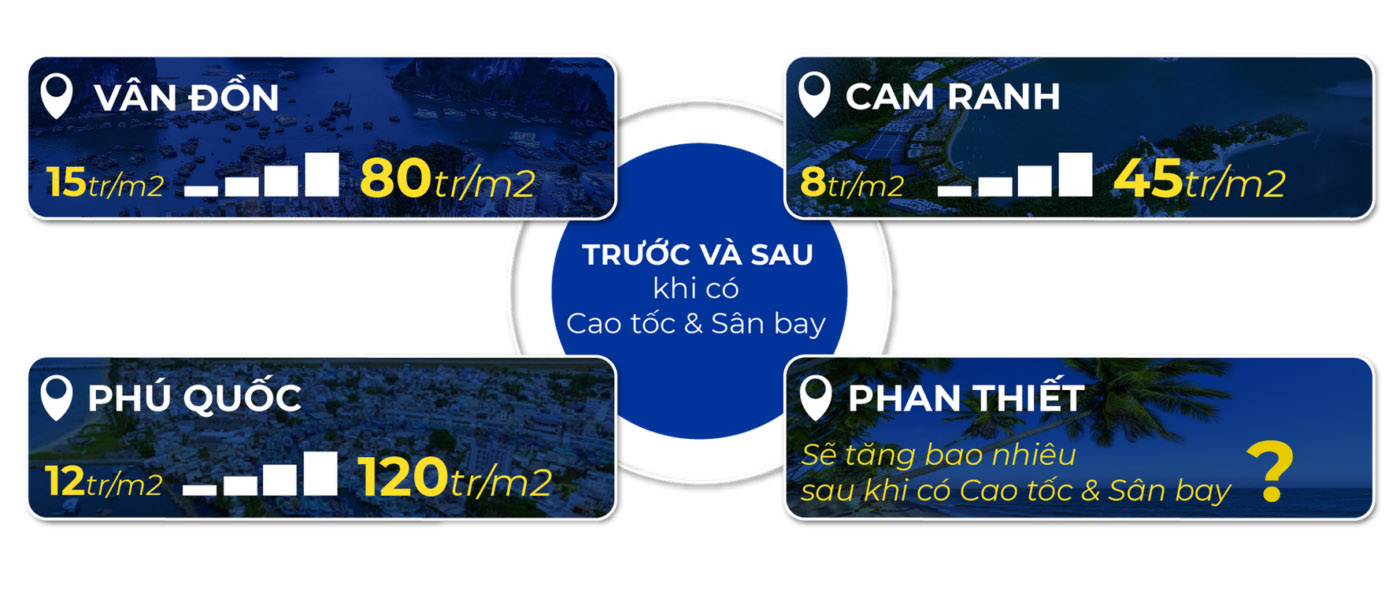 VÂN ĐỒN
15tr/m2 80tr/m2
CAM RANH
8tr/m2 45tr/m2
TRƯỚC VÀ SAU
khi có
Cao tốc & Sân bay
PHÚ QUỐC
12tr/m2 120tr/m2
PHAN THIẾT
Sẽ tăng bao nhiêu
sau khi có Cao tốc & Sân bay ?